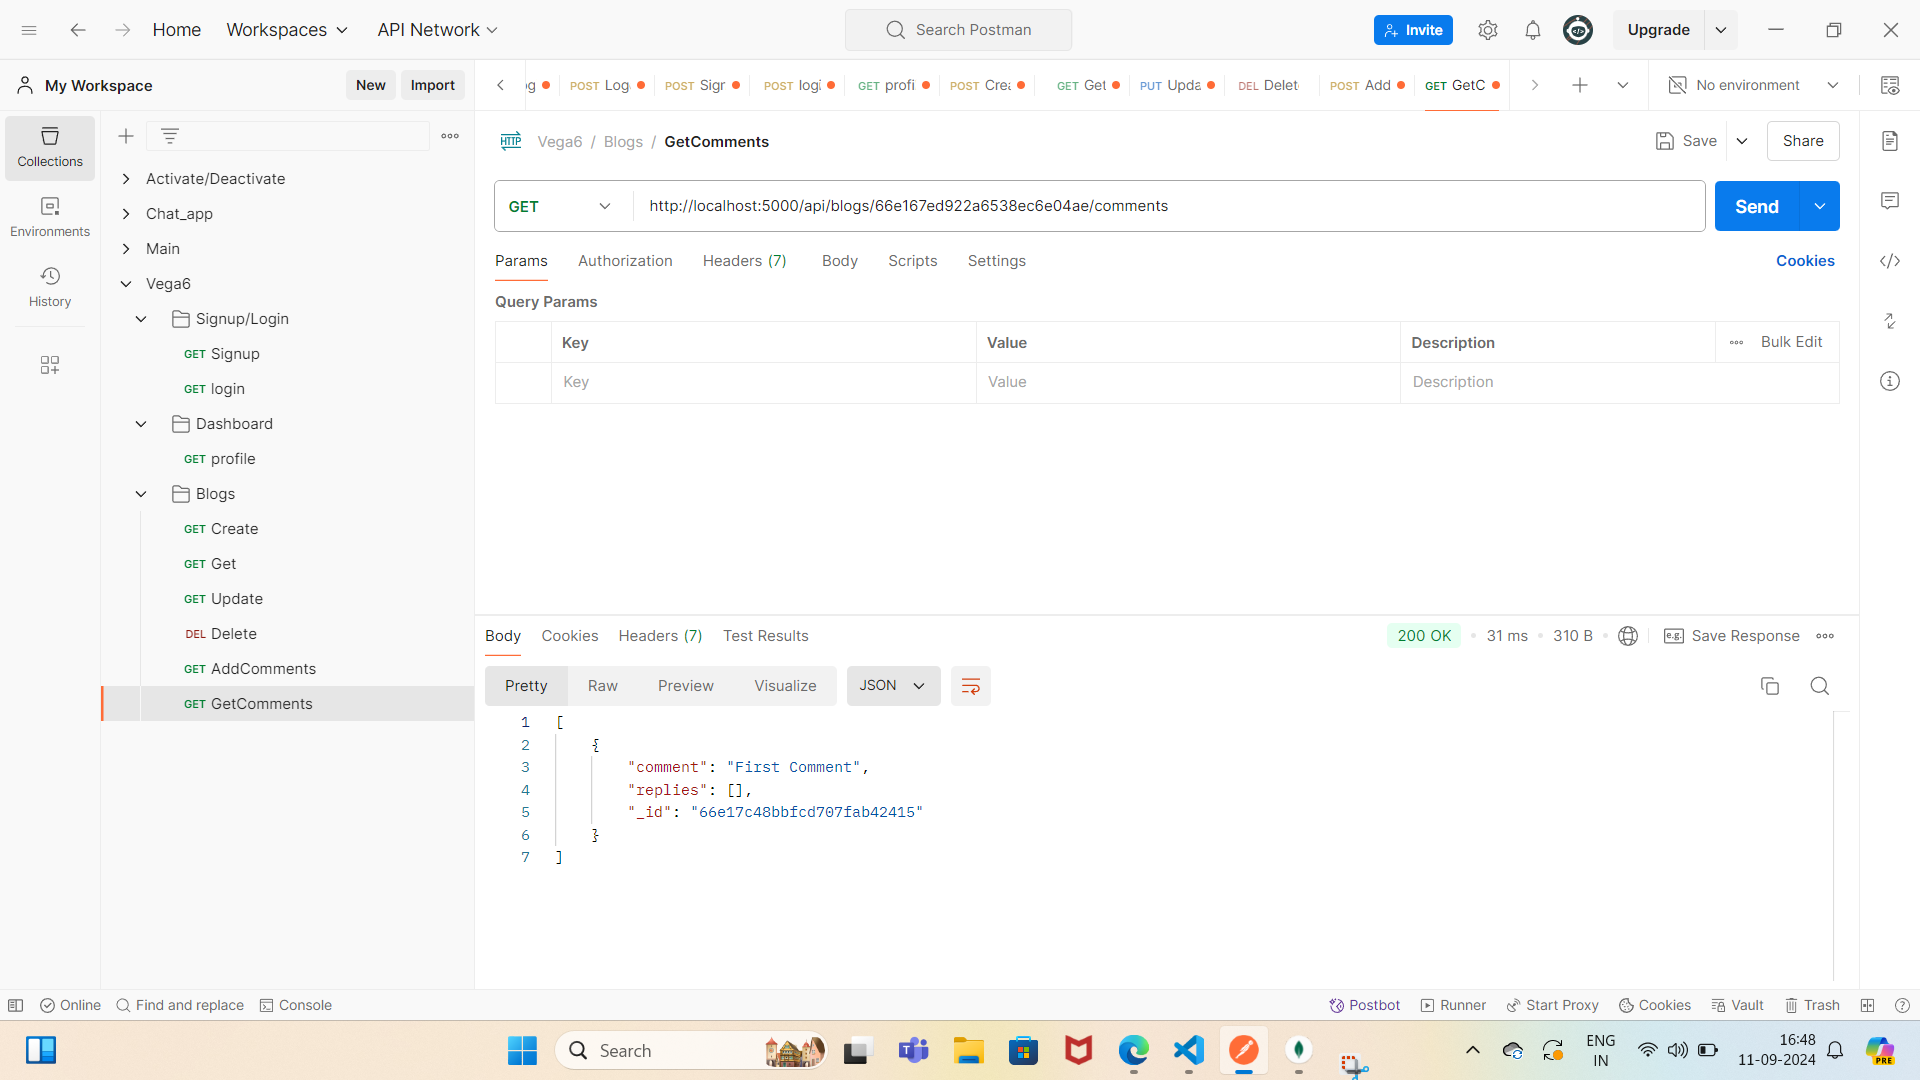 Home Workspaces API Network Search Postman Invite Upgrade
My Workspace New Import
og POST Log POST Sigr POST logi GET profi POST Crea GET Get PUT Upda DEL Delet POST Add GET GetC No environment
Collections
Environments
History
Activate/Deactivate
Chat_app
Main
Vega6
Signup/Login
GET Signup
GET login
Dashboard
GET profile
Blogs
GET Create
GET Get
GET Update
DEL Delete
GET AddComments
GET GetComments
HTTP Vega6 / Blogs / GetComments Save Share
GET http://localhost:5000/api/blogs/66e167ed922a6538ec6e04ae/comments Send
Params Authorization Headers (7) Body Scripts Settings Cookies
Query Params
Key Value Description Bulk Edit
Key Value Description
Body Cookies Headers (7) Test Results 200 OK 31 ms 310 B e.g. Save Response
Pretty Raw Preview Visualize JSON
1 [
2 {
3 "comment": "First Comment",
4 "replies": [],
5 "_id": "66e17c48bbfcd707fab42415"
6 }
7 ]
Online Find and replace Console Postbot Runner Start Proxy Cookies Vault Trash
Search
ENG
IN
16:48
11-09-2024
PRE